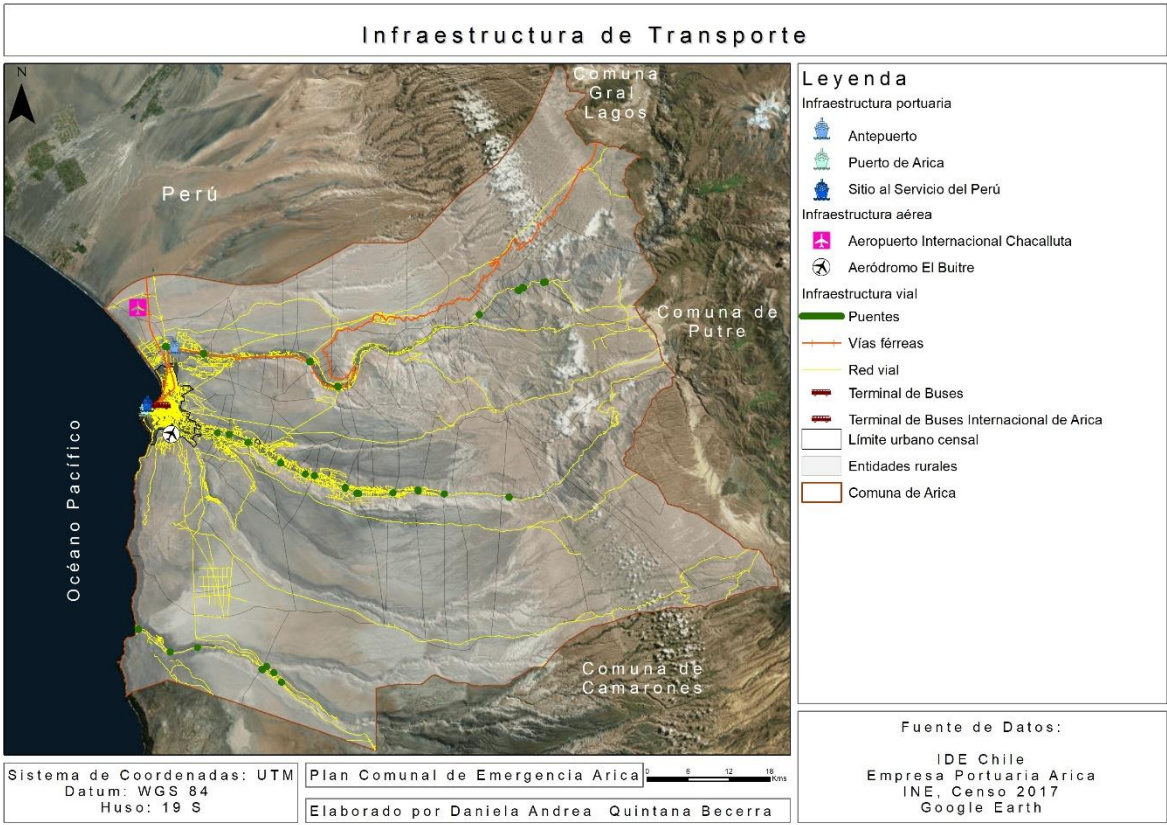 Infraestructura de Transporte
N
Comuna
Gral
Lagos
Perú
Comuna de
Putre
Océano Pacífico
Comuna de
Camarones
Leyenda
Infraestructura portuaria
Antepuerto
Puerto de Arica
Sitio al Servicio del Perú
Infraestructura aérea
Aeropuerto Internacional Chacalluta
Aeródromo El Buitre
Infraestructura vial
Puentes
Vías férreas
Red vial
Terminal de Buses
Terminal de Buses Internacional de Arica
Límite urbano censal
Entidades rurales
Comuna de Arica
Sistema de Coordenadas: UTM
Datum: WGS 84
Huso: 19 S
Plan Comunal de Emergencia Arica
0 6 12 18
Kms
Elaborado por Daniela Andrea Quintana Becerra
Fuente de Datos:
IDE Chile
Empresa Portuaria Arica
INE, Censo 2017
Google Earth